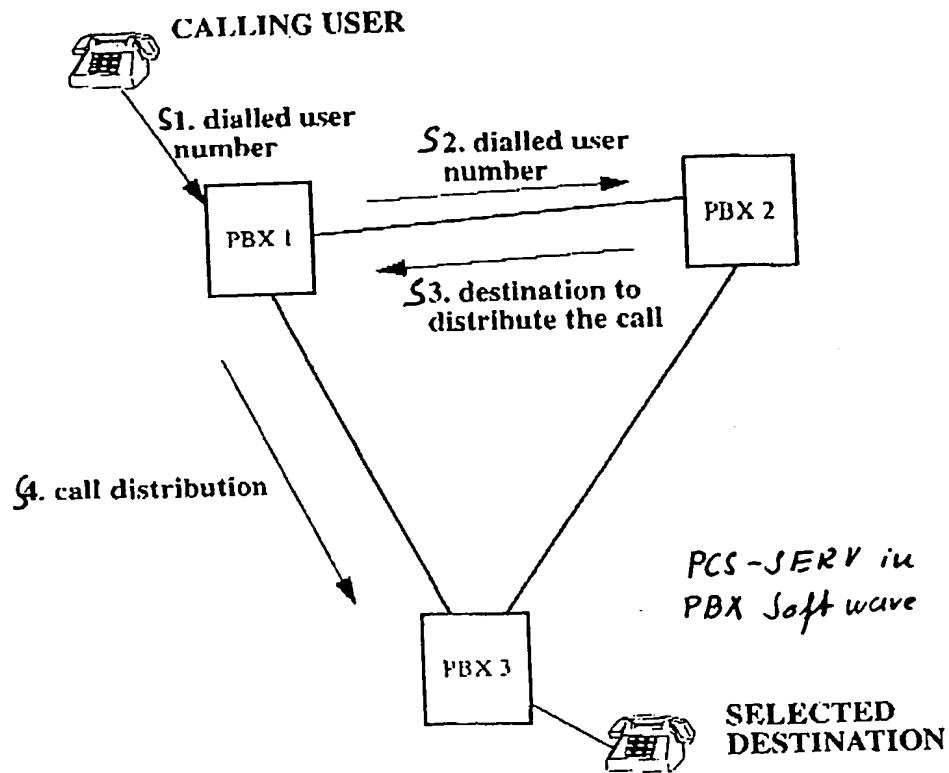 CALLING USER
S1. dialled user
number
S2. dialled user
number
PBX 1
PBX 2
S3. destination to
distribute the call
S4. call distribution
PCS-SERV in
PBX Software
PBX 3
SELECTED
DESTINATION